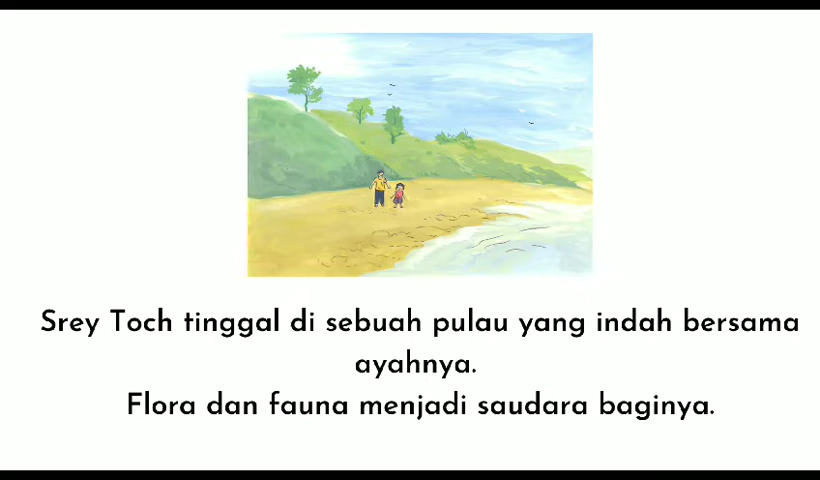 Srey Toch tinggal di sebuah pulau yang indah bersama
ayahnya.
Flora dan fauna menjadi saudara baginya.